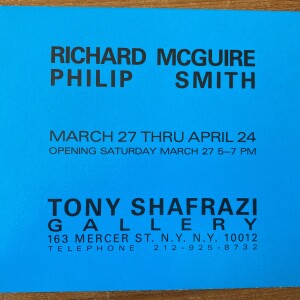 RICHARD MCGUIRE
PHILIP SMITH
MARCH 27 THRU APRIL 24
OPENING SATURDAY MARCH 27 5–7 PM
TONY SHAFRAZI
GALLERY
163 MERCER ST. N.Y. N.Y. 10012
TELEPHONE 212-925-8732